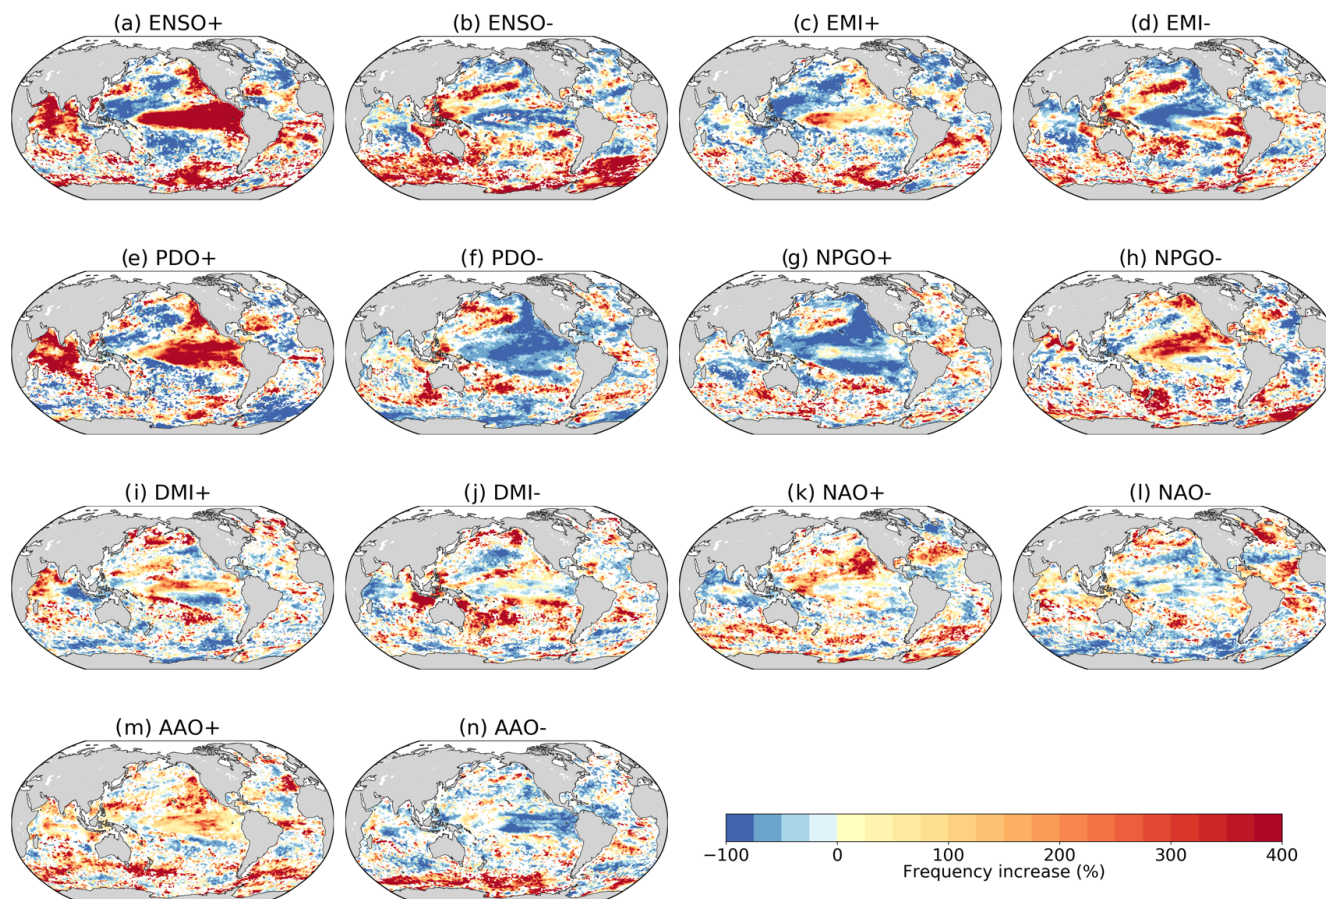 (a) ENSO+
(b) ENSO-
(c) EMI+
(d) EMI-
(e) PDO+
(f) PDO-
(g) NPGO+
(h) NPGO-
(i) DMI+
(j) DMI-
(k) NAO+
(l) NAO-
(m) AAO+
(n) AAO-
−100 0 100 200 300 400
Frequency increase (%)